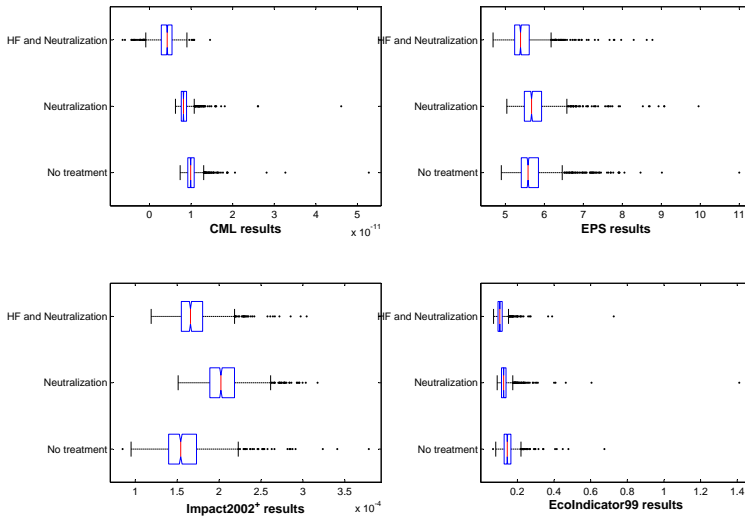 HF and Neutralization
Neutralization
No treatment
0 1 2 3 4 5
x 10^-11
CML results
HF and Neutralization
Neutralization
No treatment
5 6 7 8 9 10 11
EPS results
HF and Neutralization
Neutralization
No treatment
1 1.5 2 2.5 3 3.5
x 10^-4
Impact2002+ results
HF and Neutralization
Neutralization
No treatment
0.2 0.4 0.6 0.8 1 1.2 1.4
EcoIndicator99 results